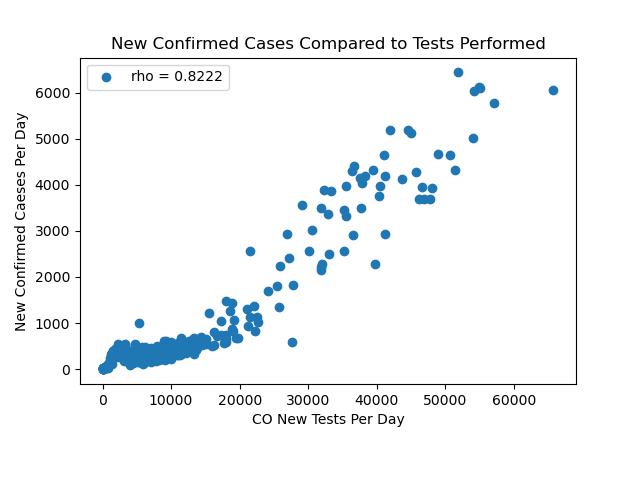 New Confirmed Cases Compared to Tests Performed
rho = 0.8222
New Confirmed Caeses Per Day
6000
5000
4000
3000
2000
1000
0
0 10000 20000 30000 40000 50000 60000
CO New Tests Per Day